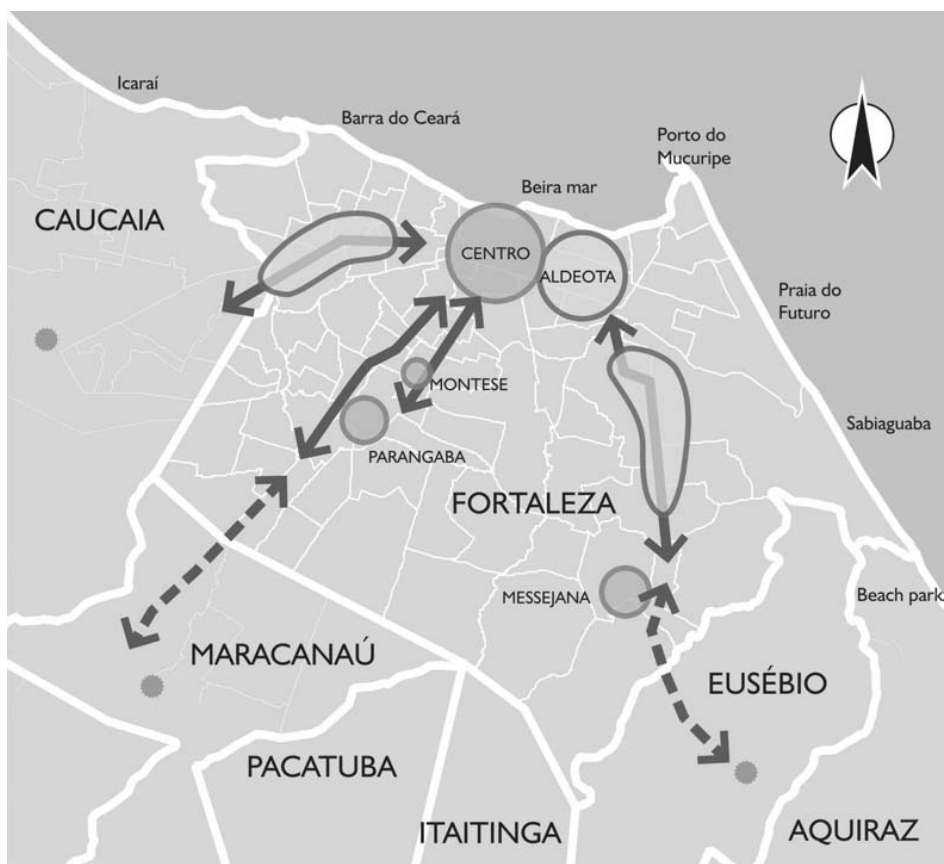 Icaraí
Barra do Ceará
Porto do
Mucuripe
Beira mar
CAUCAIA
CENTRO
ALDEOTA
Praia do
Futuro
MONTESE
Sabiaguaba
PARANGABA
FORTALEZA
MESSEJANA
Beach park
MARACANAÚ
EUSÉBIO
PACATUBA
ITAITINGA
AQUIRAZ